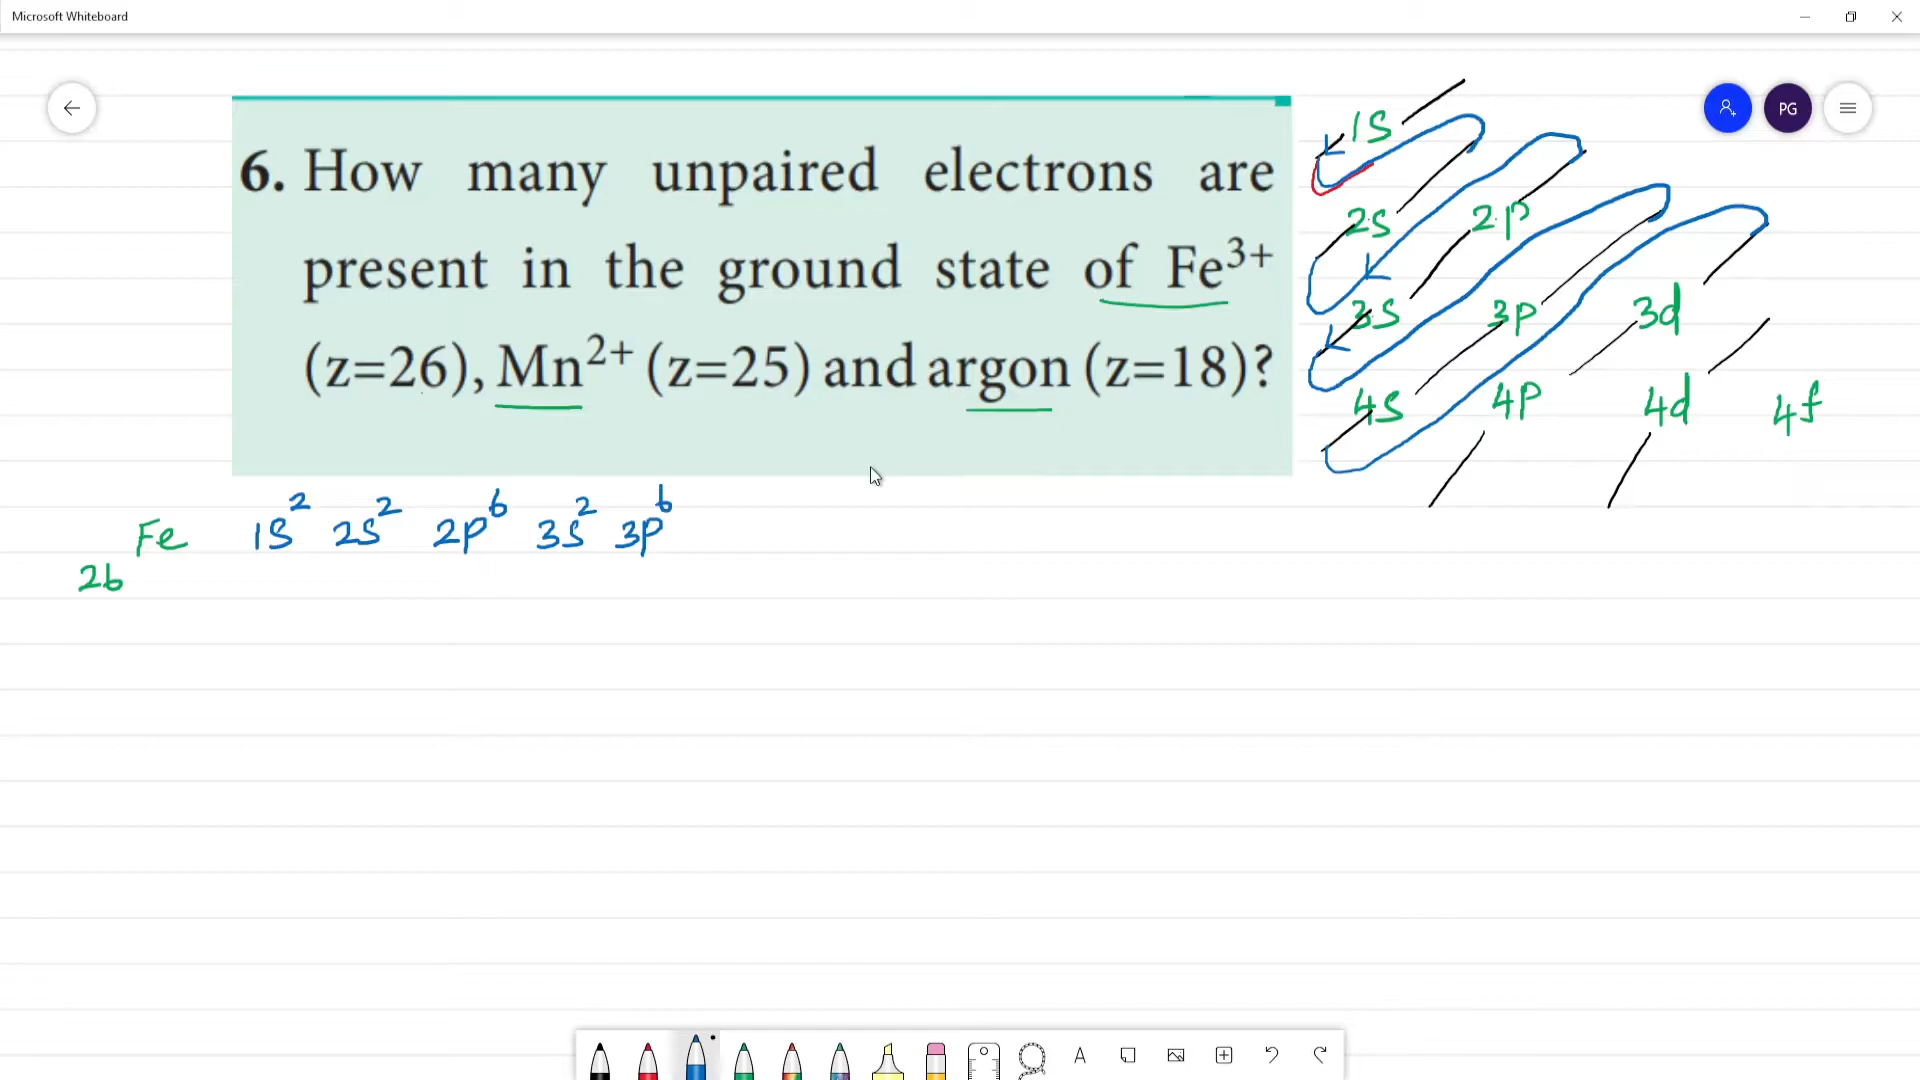 Microsoft Whiteboard
PG
6. How many unpaired electrons are
present in the ground state of Fe³⁺
(z=26), Mn²⁺ (z=25) and argon (z=18)?
1s
2s 2p
3s 3p 3d
4s 4p 4d 4f
Fe 1s² 2s² 2p⁶ 3s² 3p⁶
26
A